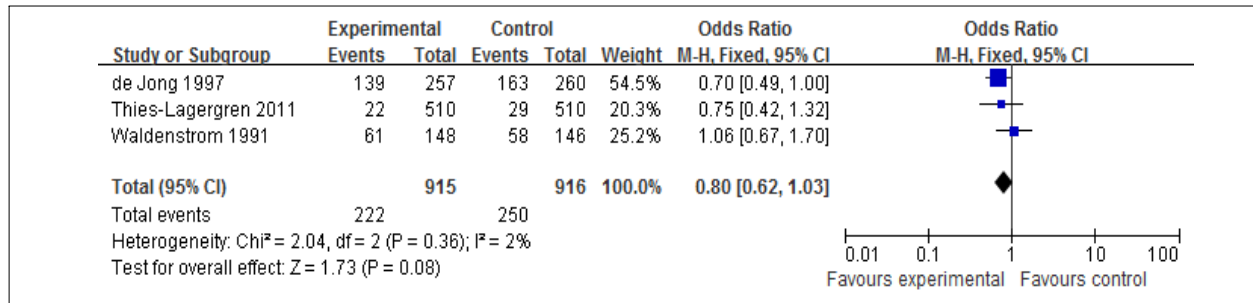 Experimental Control Odds Ratio Odds Ratio
Study or Subgroup Events Total Events Total Weight M-H, Fixed, 95% CI M-H, Fixed, 95% CI
de Jong 1997 139 257 163 260 54.5% 0.70 [0.49, 1.00]
Thies-Lagergren 2011 22 510 29 510 20.3% 0.75 [0.42, 1.32]
Waldenstrom 1991 61 148 58 146 25.2% 1.06 [0.67, 1.70]
Total (95% CI) 915 916 100.0% 0.80 [0.62, 1.03]
Total events 222 250
Heterogeneity: Chi² = 2.04, df = 2 (P = 0.36); I² = 2%
Test for overall effect: Z = 1.73 (P = 0.08)
0.01 0.1 1 10 100
Favours experimental Favours control